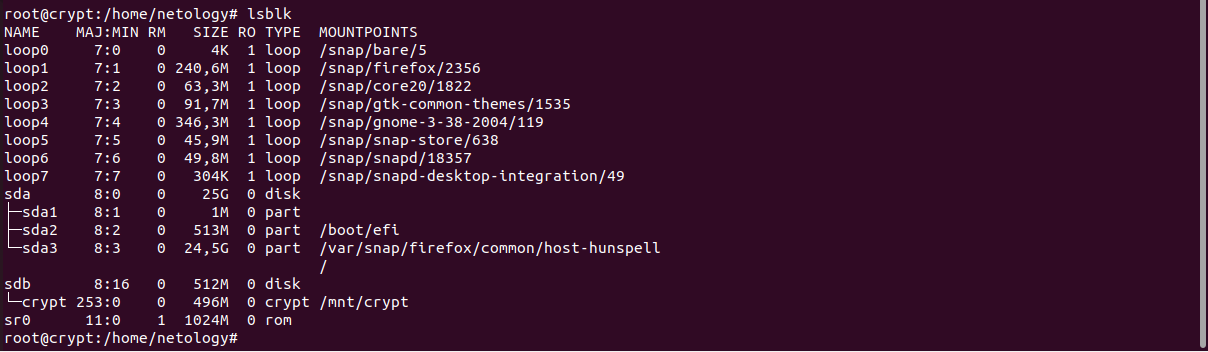 root@crypt:/home/netology# lsblk
NAME    MAJ:MIN RM   SIZE RO TYPE  MOUNTPOINTS
loop0     7:0    0     4K  1 loop  /snap/bare/5
loop1     7:1    0 240,6M  1 loop  /snap/firefox/2356
loop2     7:2    0  63,3M  1 loop  /snap/core20/1822
loop3     7:3    0  91,7M  1 loop  /snap/gtk-common-themes/1535
loop4     7:4    0 346,3M  1 loop  /snap/gnome-3-38-2004/119
loop5     7:5    0  45,9M  1 loop  /snap/snap-store/638
loop6     7:6    0  49,8M  1 loop  /snap/snapd/18357
loop7     7:7    0   304K  1 loop  /snap/snapd-desktop-integration/49
sda       8:0    0    25G  0 disk
├─sda1    8:1    0     1M  0 part
├─sda2    8:2    0   513M  0 part  /boot/efi
└─sda3    8:3    0  24,5G  0 part  /var/snap/firefox/common/host-hunspell
                                   /
sdb       8:16   0   512M  0 disk
└─crypt 253:0    0   496M  0 crypt /mnt/crypt
sr0      11:0    1  1024M  0 rom
root@crypt:/home/netology#